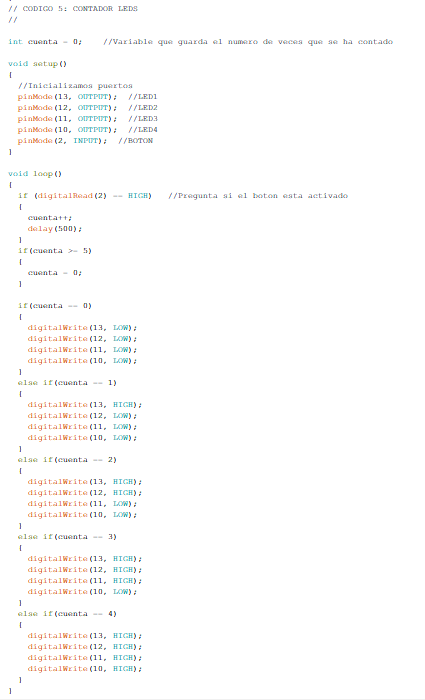 // CODIGO 5: CONTADOR LEDS
//
int cuenta = 0;    //Variable que guarda el numero de veces que se ha contado
void setup()
{
  //Inicializamos puertos
  pinMode(13, OUTPUT);  //LED1
  pinMode(12, OUTPUT);  //LED2
  pinMode(11, OUTPUT);  //LED3
  pinMode(10, OUTPUT);  //LED4
  pinMode(2, INPUT);  //BOTON
}
void loop()
{
  if (digitalRead(2) == HIGH)   //Pregunta si el boton esta activado
  {
    cuenta++;
    delay(500);
  }
  if(cuenta >= 5)
  {
    cuenta = 0;
  }
  if(cuenta == 0)
  {
    digitalWrite(13, LOW);
    digitalWrite(12, LOW);
    digitalWrite(11, LOW);
    digitalWrite(10, LOW);
  }
  else if(cuenta == 1)
  {
    digitalWrite(13, HIGH);
    digitalWrite(12, LOW);
    digitalWrite(11, LOW);
    digitalWrite(10, LOW);
  }
  else if(cuenta == 2)
  {
    digitalWrite(13, HIGH);
    digitalWrite(12, HIGH);
    digitalWrite(11, LOW);
    digitalWrite(10, LOW);
  }
  else if(cuenta == 3)
  {
    digitalWrite(13, HIGH);
    digitalWrite(12, HIGH);
    digitalWrite(11, HIGH);
    digitalWrite(10, LOW);
  }
  else if(cuenta == 4)
  {
    digitalWrite(13, HIGH);
    digitalWrite(12, HIGH);
    digitalWrite(11, HIGH);
    digitalWrite(10, HIGH);
  }
}